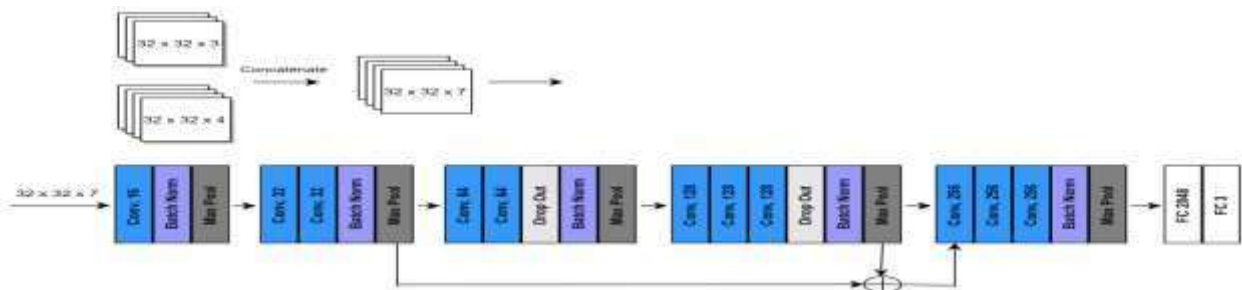 32 x 32 x 3
Concatenate
32 x 32 x 7
32 x 32 x 4
32 x 32 x 7
Conv, 16
Batch Norm
Max Pool
Conv, 32
Conv, 32
Batch Norm
Max Pool
Conv, 64
Conv, 64
Drop Out
Batch Norm
Max Pool
Conv, 128
Conv, 128
Conv, 128
Drop Out
Batch Norm
Max Pool
Conv, 256
Conv, 256
Conv, 256
Batch Norm
Max Pool
FC 2048
FC 3